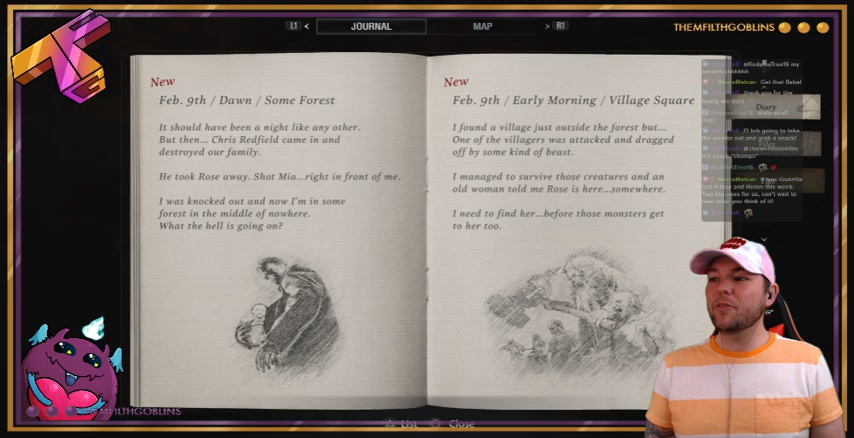 L1 < JOURNAL MAP > R1
THEMFILTHGOBLINS
New
Feb. 9th / Dawn / Some Forest
It should have been a night like any other.
But then... Chris Redfield came in and
destroyed our family.
He took Rose away. Shot Mia...right in front of me.
I was knocked out and now I'm in some
forest in the middle of nowhere.
What the hell is going on?
New
Feb. 9th / Early Morning / Village Square
I found a village just outside the forest but...
One of the villagers was attacked and dragged
off by some kind of beast.
I managed to survive those creatures and an
old woman told me Rose is here...somewhere.
I need to find her...before those monsters get
to her too.
Diary
Files
THEMFILTHGOBLINS
List Close